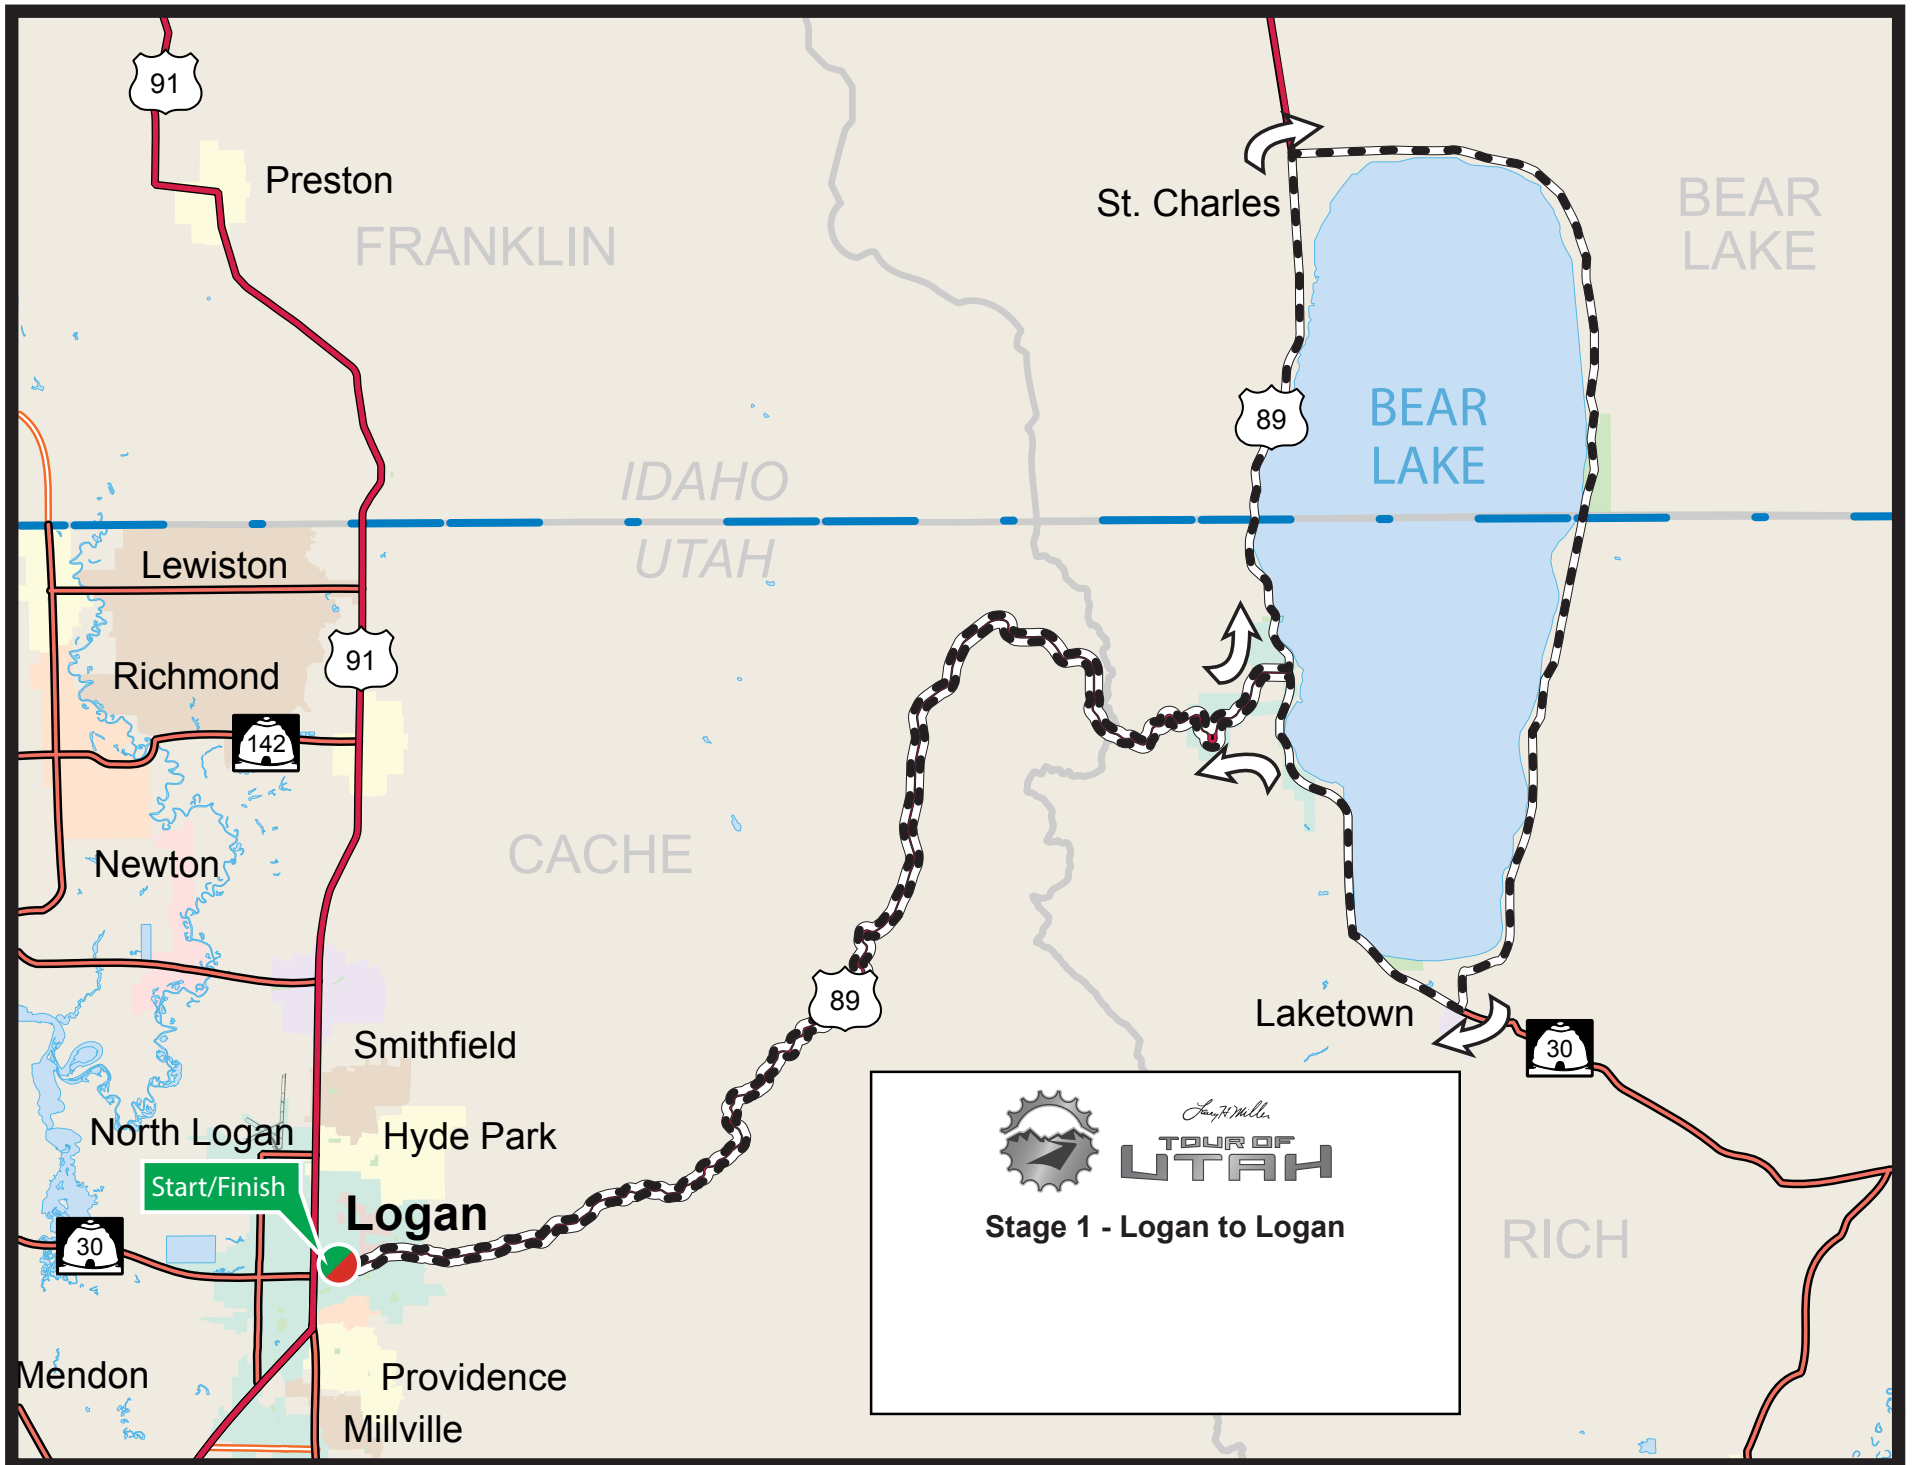 91
Preston
FRANKLIN
St. Charles
BEAR
LAKE
89
BEAR
LAKE
IDAHO
UTAH
Lewiston
91
Richmond
142
Newton
CACHE
89
Laketown
30
Smithfield
North Logan
Hyde Park
Start/Finish
Logan
30
Larry H Miller
TOUR OF
UTAH
Stage 1 - Logan to Logan
RICH
Mendon
Providence
Millville